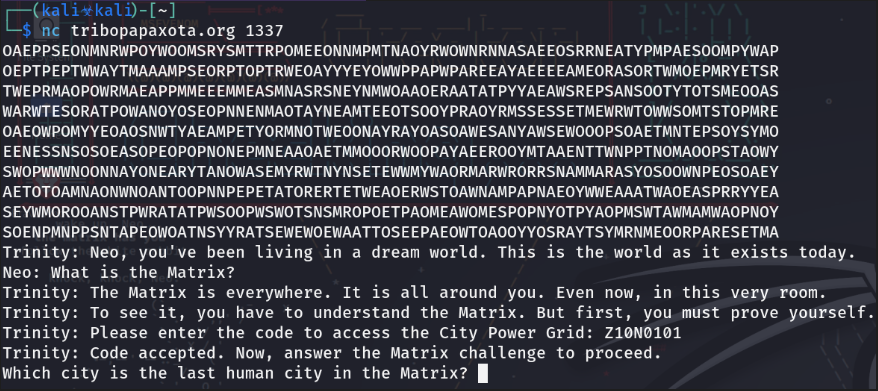 ┌──(kali☣kali)-[~]
└─$ nc tribopapaxota.org 1337
OAEPPSEONMNRWPOYWOOMSRYSMTTRPOMEEONNMPMTNAOYRWOWNRNNASAEEOSRRNEATYPMPAESOOMPYWAP
OEPTPEPETWWAYTMAAAMPSEORPTOPTRWEOAYYYEYOWWPPAPWPAREEAYAEEEEAMEORASORTWMOEPMRYETSR
TWEPRMAOPOWRMAEAPPMMEEEMMEASMNASRSNEYNMWOAAOERAATATPYYAEAWSREPSANSOOTYTOTSMEOOAS
WARWTESORATPOWANOYOSEOPNNENMAOTAYNEAMTEEOTSOOYPRAOYRMSSESSETMEWRWTOWWSOMTSTOPMRE
OAEOWPOMYYEOAOSNWTYAEAMPETYORMNOTWEOONAYRAYOASOAWESANYAWSEWOOOPSOAETMNTEPSOYSYMO
EENESSNSSSOEASOPEOPOPNONEPMNEAAOAETMMOOORWOOPAYAEEROOYMTAAENTTWNPPTNOMAOOPSTAOWY
SWOPWWWNOONNAYONEARYTANOWASEMYRWTNYNSETEWWMYWAORMARWRORRSNAMMARASYOSOOWNPEOSOAEY
AETOTOAMNAONWNOANTOOPNNPEPETATORERTETWEAOERWSTOAWNAMPAPNAEOYWWEAAATWAOEASPRRYYEA
SEYWMOPOOANSTPWRATATPWSOOPWSWOTSNSMROPOETPAOMEAWOMESPOPNYOTPYAOPMSWTAWMAMWAOPNOY
SOENPMNPPSNTAPEOWOATNSYYRATSEWEWOEWAATTOSEEPAEOWTOAOOYYOSRAYTSYMRNMEOORPARESETMA
Trinity: Neo, you've been living in a dream world. This is the world as it exists today.
Neo: What is the Matrix?
Trinity: The Matrix is everywhere. It is all around you. Even now, in this very room.
Trinity: To see it, you have to understand the Matrix. But first, you must prove yourself.
Trinity: Please enter the code to access the City Power Grid: Z10N0101
Trinity: Code accepted. Now, answer the Matrix challenge to proceed.
Which city is the last human city in the Matrix?